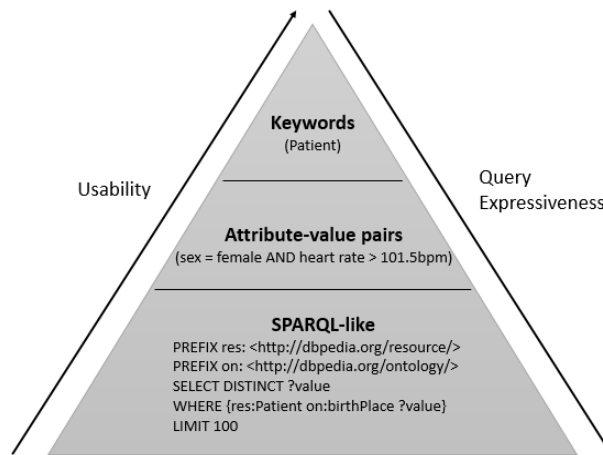 Keywords
(Patient)
Usability
Query
Expressiveness
Attribute-value pairs
(sex = female AND heart rate > 101.5bpm)
SPARQL-like
PREFIX res: <http://dbpedia.org/resource/>
PREFIX on: <http://dbpedia.org/ontology/>
SELECT DISTINCT ?value
WHERE {res:Patient on:birthPlace ?value}
LIMIT 100